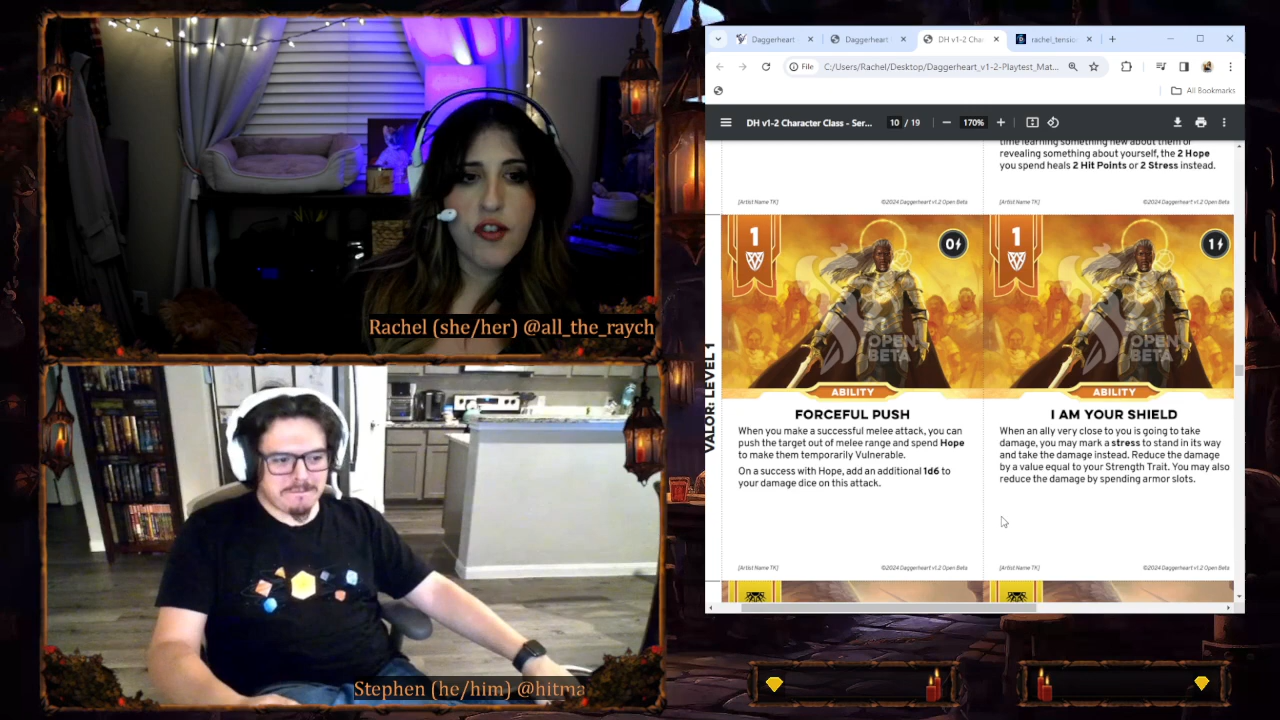 Rachel (she/her) @all_the_raych
Stephen (he/him) @hitma
Daggerheart
Daggerheart
DH v1-2 Cha
rachel_tensio
File
C:/Users/Rachel/Desktop/Daggerheart_v1-2-Playtest_Mat...
All Bookmarks
DH v1-2 Character Class - Ser...
10 / 19
170%
time learning something new about them or
revealing something about yourself, the 2 Hope
you spend heals 2 Hit Points or 2 Stress instead.
[Artist Name TK]
©2024 Daggerheart v1.2 Open Beta
[Artist Name TK]
©2024 Daggerheart v1.2 Open Beta
VALOR: LEVEL 1
1
0
OPEN
BETA
ABILITY
FORCEFUL PUSH
When you make a successful melee attack, you can
push the target out of melee range and spend Hope
to make them temporarily Vulnerable.
On a success with Hope, add an additional 1d6 to
your damage dice on this attack.
[Artist Name TK]
©2024 Daggerheart v1.2 Open Beta
1
1
OPEN
BETA
ABILITY
I AM YOUR SHIELD
When an ally very close to you is going to take
damage, you may mark a stress to stand in its way
and take the damage instead. Reduce the damage
by a value equal to your Strength Trait. You may also
reduce the damage by spending armor slots.
[Artist Name TK]
©2024 Daggerheart v1.2 Open Beta